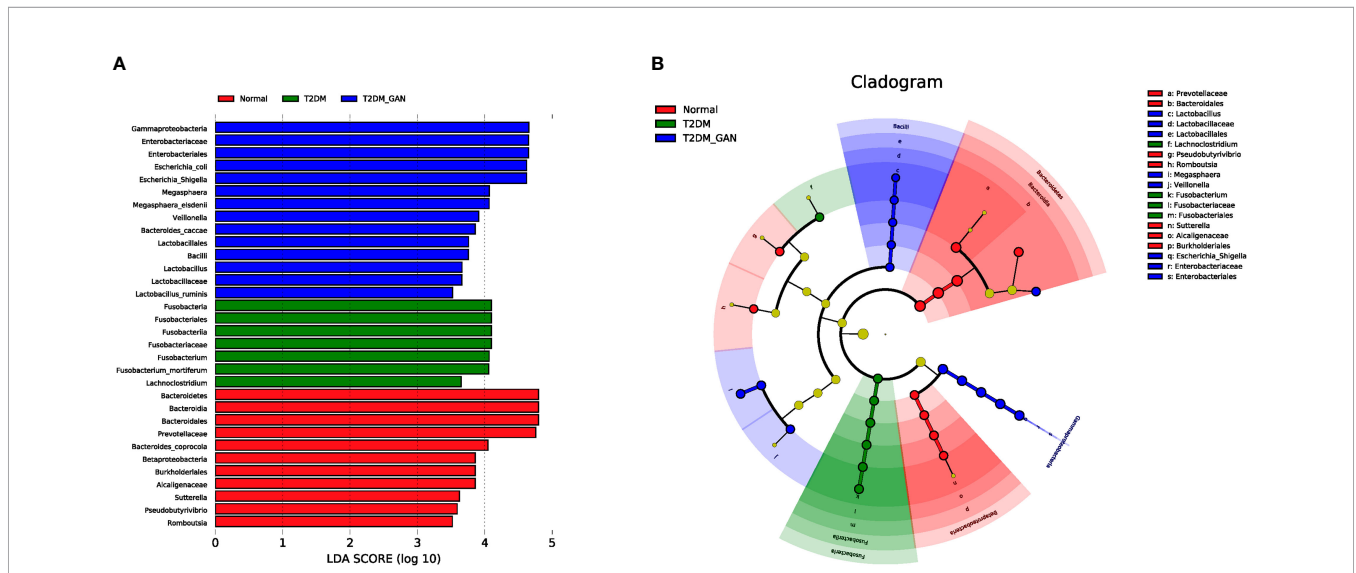 A
Normal T2DM T2DM_GAN
Gammaproteobacteria
Enterobacteriaceae
Enterobacteriales
Escherichia_coli
Escherichia_Shigella
Megasphaera
Megasphaera_elsdenii
Veillonella
Bacteroides_caccae
Lactobacillales
Bacilli
Lactobacillus
Lactobacillaceae
Lactobacillus_ruminis
Fusobacteria
Fusobacteriales
Fusobacteriia
Fusobacteriaceae
Fusobacterium
Fusobacterium_mortiferum
Lachnoclostridium
Bacteroidetes
Bacteroidia
Bacteroidales
Prevotellaceae
Bacteroides_coprocola
Betaproteobacteria
Burkholderiales
Alcaligenaceae
Sutterella
Pseudobutyrivibrio
Romboutsia
0 1 2 3 4 5
LDA SCORE (log 10)
B
Cladogram
Normal
T2DM
T2DM_GAN
Bacilli
e
d
c
Bacteroidetes
Bacteroidia
a
b
f
g
h
m
n
o
p
Betaproteobacteria
Fusobacteriia
Fusobacteria
Gammaproteobacteria
a: Prevotellaceae
b: Bacteroidales
c: Lactobacillus
d: Lactobacillaceae
e: Lactobacillales
f: Lachnoclostridium
g: Pseudobutyrivibrio
h: Romboutsia
i: Megasphaera
j: Veillonella
k: Fusobacterium
l: Fusobacteriaceae
m: Fusobacteriales
n: Sutterella
o: Alcaligenaceae
p: Burkholderiales
q: Escherichia_Shigella
r: Enterobacteriaceae
s: Enterobacteriales